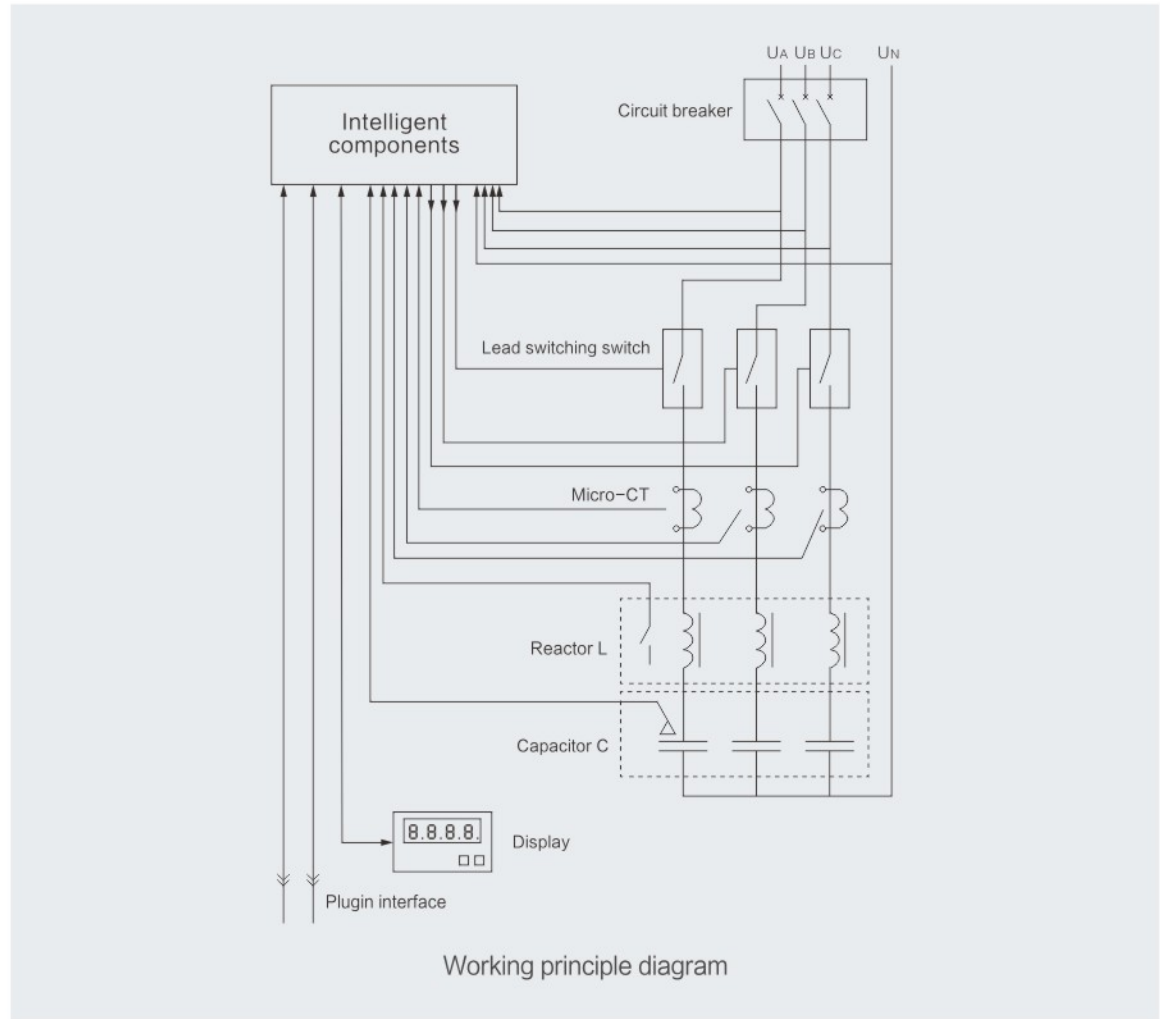 UA UB UC UN
Circuit breaker
Intelligent
components
Lead switching switch
Micro-CT
Reactor L
Capacitor C
8.8.8.8.
Display
Plugin interface
Working principle diagram